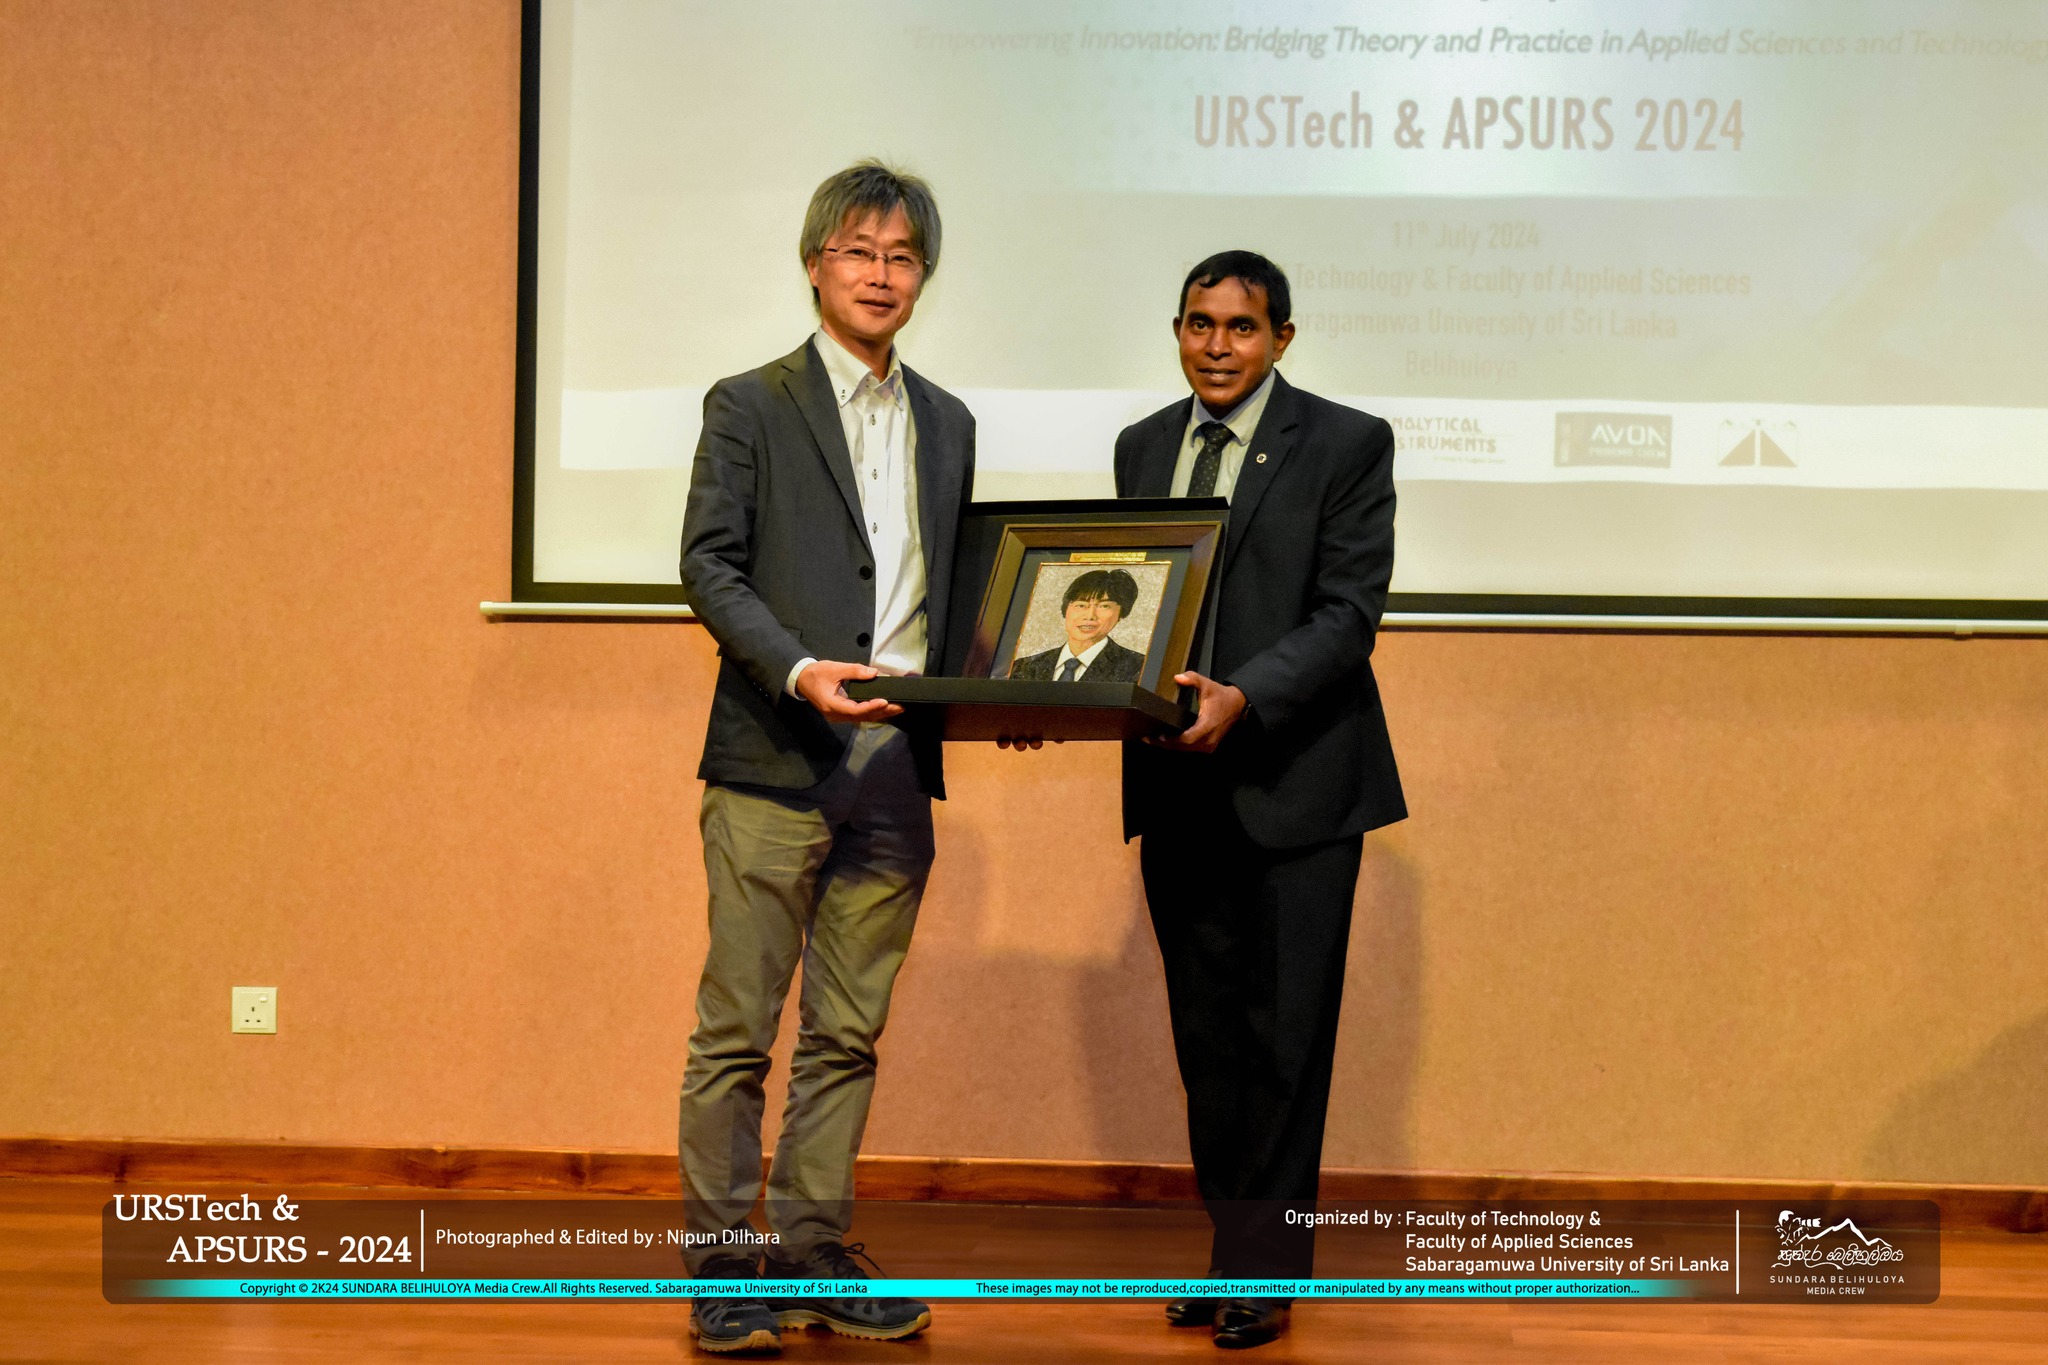 "Empowering Innovation: Bridging Theory and Practice in Applied Sciences and Technology
URSTech & APSURS 2024
11th July 2024
Technology & Faculty of Applied Sciences
University of Sri Lanka
Belihuloya
AVON
URSTech &
APSURS - 2024
Photographed & Edited by : Nipun Dilhara
Organized by : Faculty of Technology &
Faculty of Applied Sciences
Sabaragamuwa University of Sri Lanka
සුන්දර බෙලිහුල්ඔය
SUNDARA BELIHULOYA
MEDIA CREW
Copyright © 2K24 SUNDARA BELIHULOYA Media Crew.All Rights Reserved. Sabaragamuwa University of Sri Lanka
These images may not be reproduced,copied,transmitted or manipulated by any means without proper authorization...